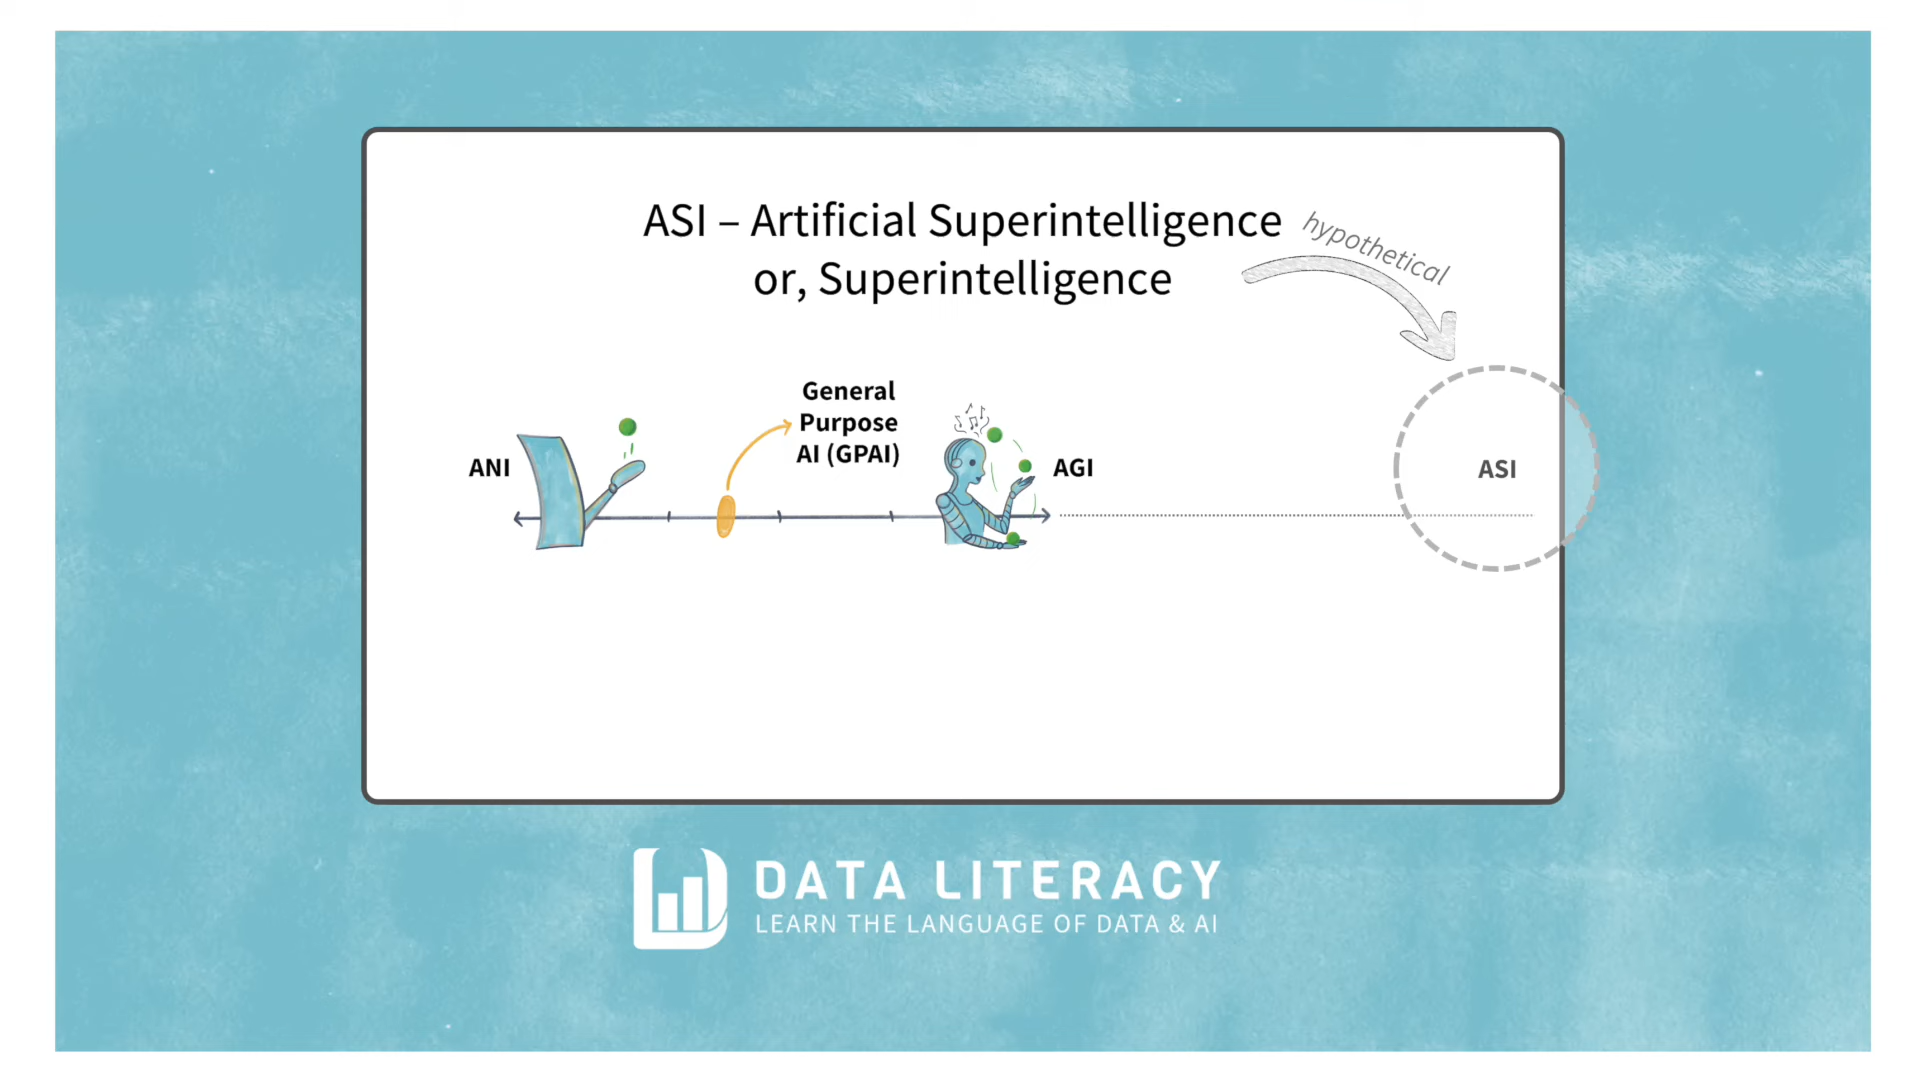 ASI – Artificial Superintelligence
or, Superintelligence
hypothetical
General
Purpose
AI (GPAI)
ANI
AGI
ASI
DATA LITERACY
LEARN THE LANGUAGE OF DATA & AI